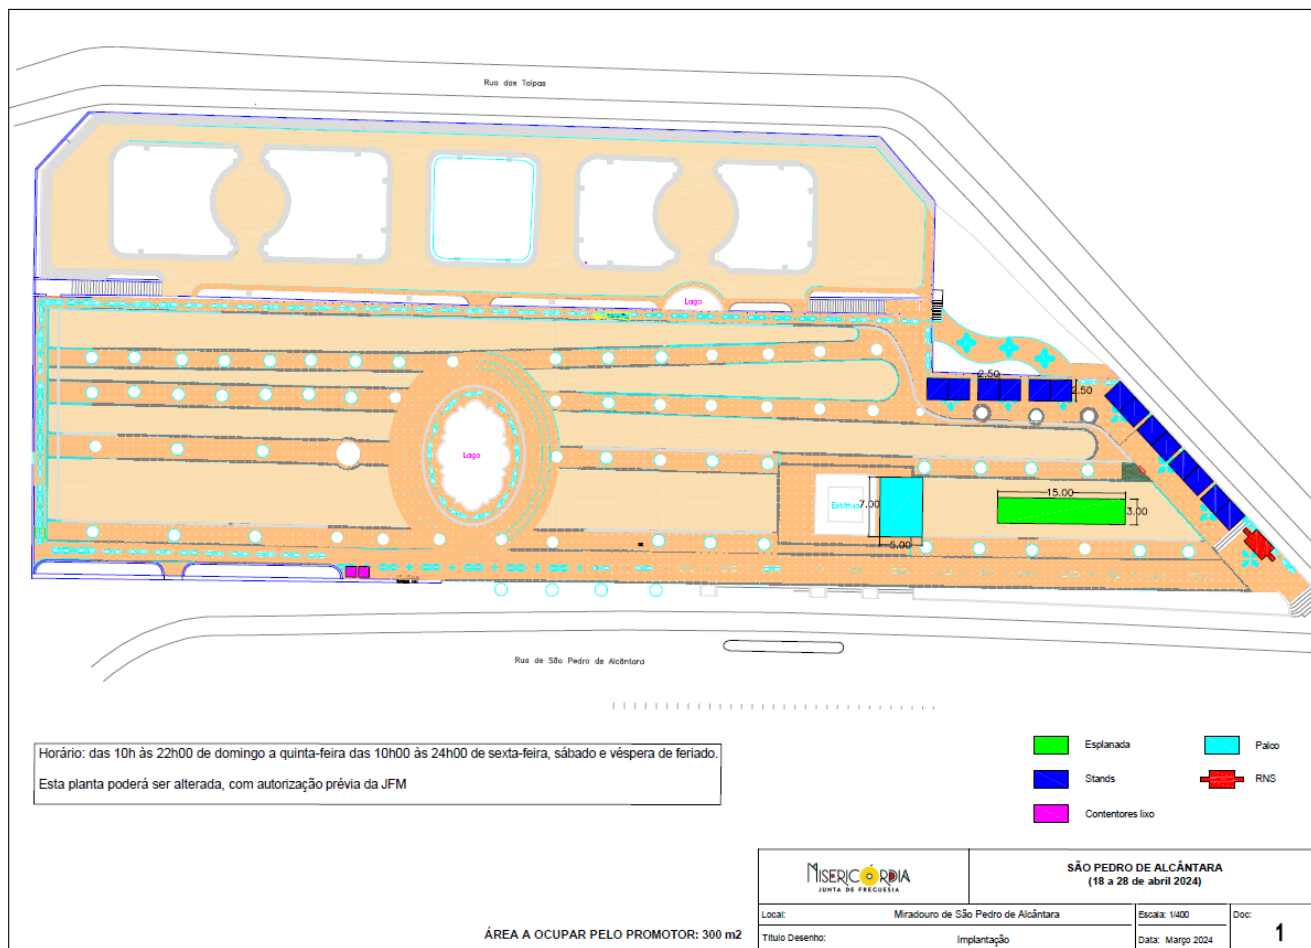 Rua das Taipas
Lago
2.50
2.50
Lago
Estátua
7.00
5.00
15.00
3.00
Rua de São Pedro de Alcântara
Horário: das 10h às 22h00 de domingo a quinta-feira das 10h00 às 24h00 de sexta-feira, sábado e véspera de feriado.
Esta planta poderá ser alterada, com autorização prévia da JFM
Esplanada
Palco
Stands
RNS
Contentores lixo
MISERICÓRDIA
JUNTA DE FREGUESIA
SÃO PEDRO DE ALCÂNTARA
(18 a 28 de abril 2024)
Local: Miradouro de São Pedro de Alcântara
Escala: 1/400
Doc:
1
ÁREA A OCUPAR PELO PROMOTOR: 300 m2
Título Desenho: Implantação
Data: Março 2024